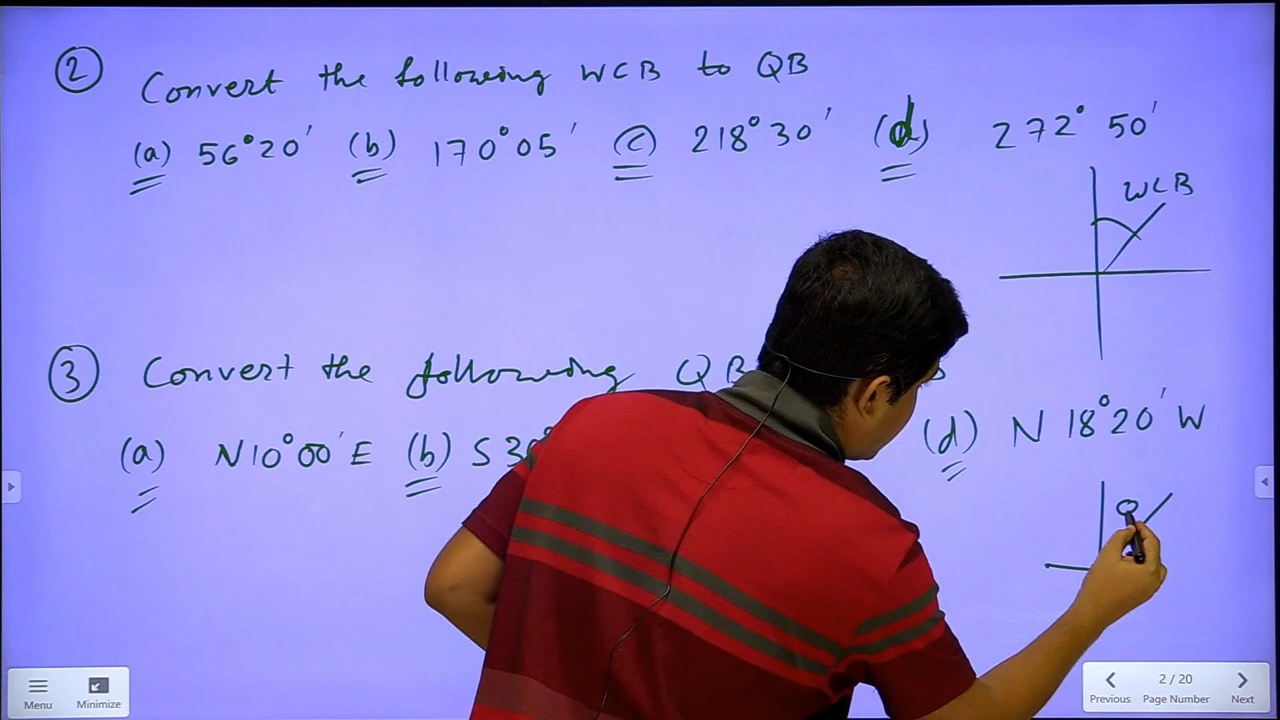 ② Convert the following WCB to QB
(a) 56°20' (b) 170°05' (c) 218°30' (d) 272°50'
WCB
③ Convert the following QB B
(a) N10°00'E (b) S30° (d) N 18°20' W
Menu
Minimize
Previous
2 / 20
Page Number
Next